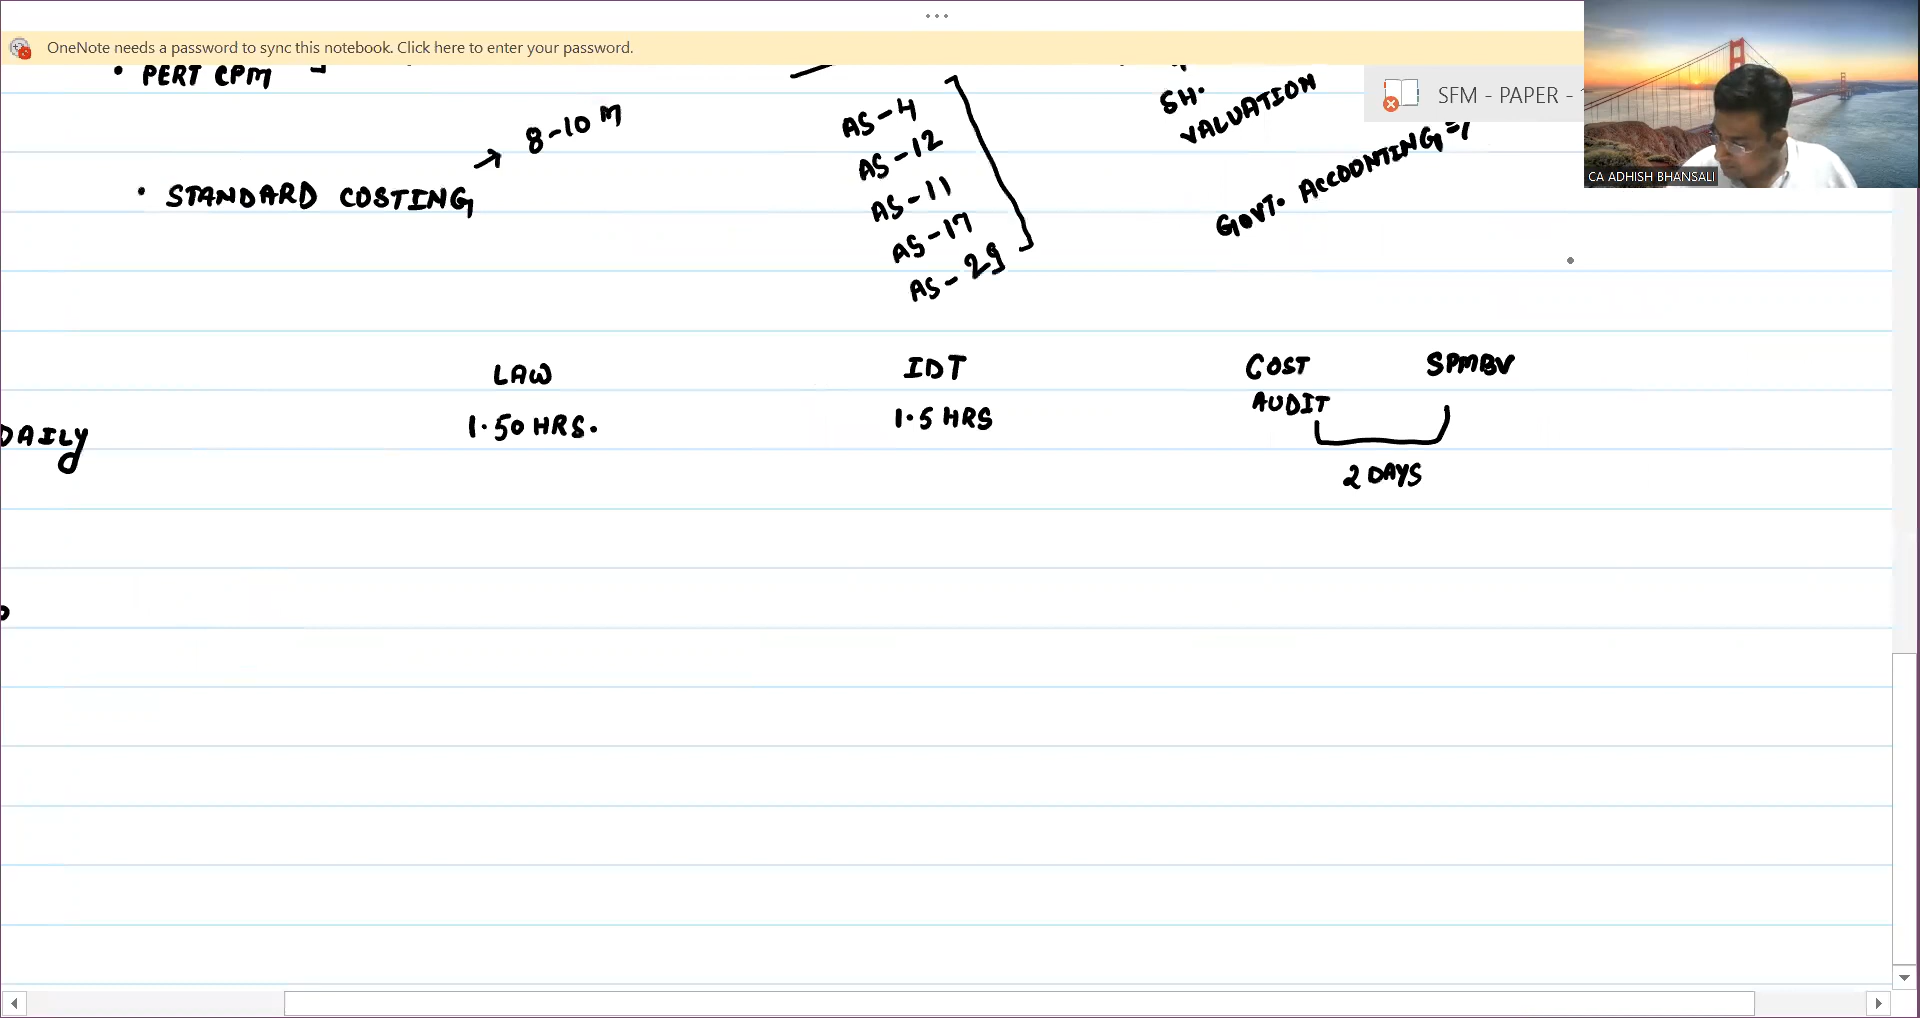 OneNote needs a password to sync this notebook. Click here to enter your password.
SFM - PAPER -
CA ADHISH BHANSALI
• PERT CPM
→ 8-10 M
• STANDARD COSTING
AS-4
AS-12
AS-11
AS-17
AS-29
SH.
VALUATION
GOVT. ACCOONTING
LAW
IDT
COST
AUDIT
SPMBV
DAILY
1.50 HRS.
1.5 HRS
2 DAYS